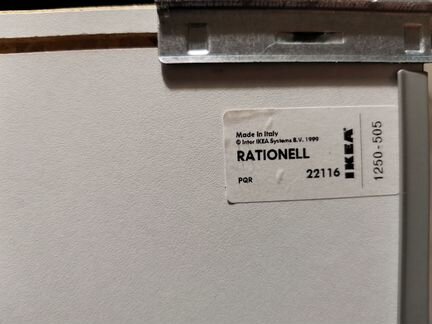 Made in Italy
© Inter IKEA Systems B.V. 1999
RATIONELL
PQR
22116
IKEA
1250-505